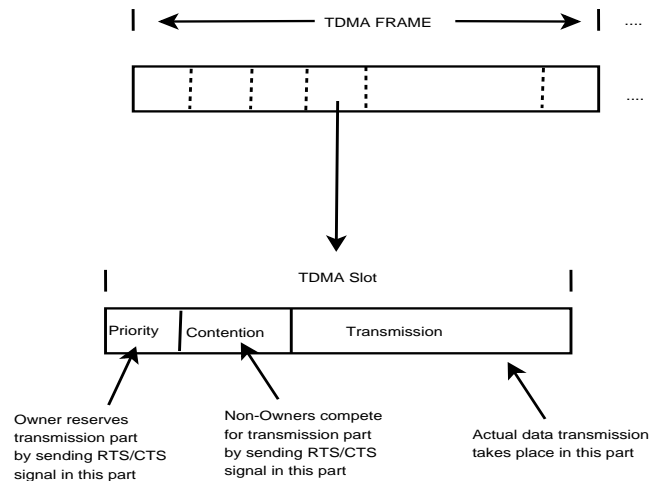 TDMA FRAME
....
....
TDMA Slot
Priority
Contention
Transmission
Owner reserves
transmission part
by sending RTS/CTS
signal in this part
Non-Owners compete
for transmission part
by sending RTS/CTS
signal in this part
Actual data transmission
takes place in this part